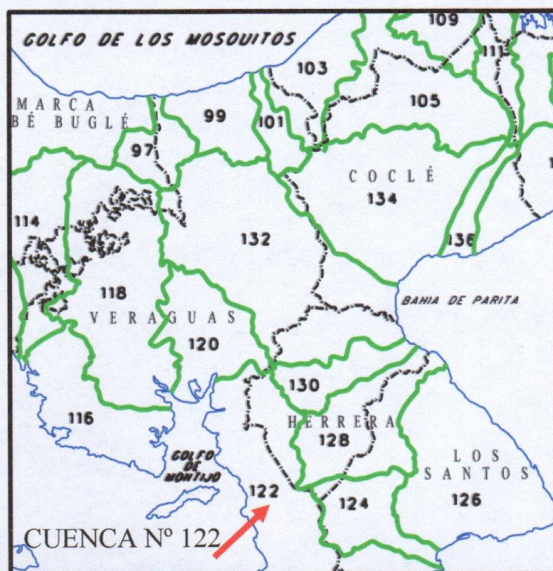 GOLFO DE LOS MOSQUITOS
109
103
111
MARCA
BÉ BUGLÉ
99
101
105
97
COCLÉ
134
114
132
136
118
BAHIA DE PARITA
VERAGUAS
120
130
116
HERRERA
128
LOS
SANTOS
GOLFO
DE
MONTIJO
122
124
126
CUENCA Nº 122